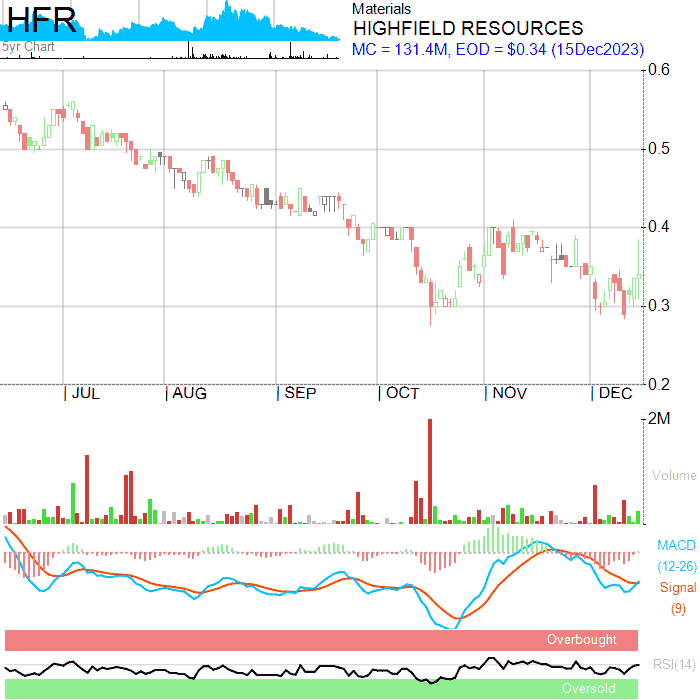 HFR
5yr Chart
Materials
HIGHFIELD RESOURCES
MC = 131.4M, EOD = $0.34 (15Dec2023)
0.6
0.5
0.4
0.3
0.2
JUL AUG SEP OCT NOV DEC
2M
Volume
MACD
(12-26)
Signal
(9)
Overbought
RSI(14)
Oversold